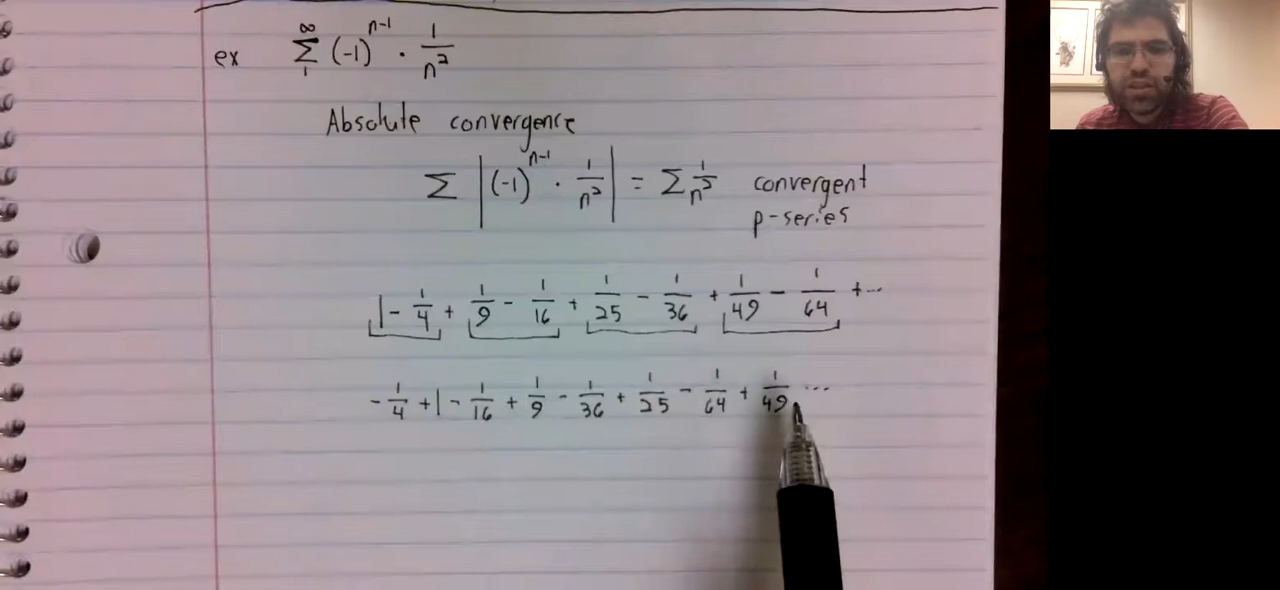 ex ∞ Σ 1 (-1)^{n-1} · 1/n²
Absolute convergence
Σ |(-1)^{n-1} · 1/n²| = Σ 1/n² convergent
p-series
1 - 1/4 + 1/9 - 1/16 + 1/25 - 1/36 + 1/49 - 1/64 + ...
- 1/4 + 1 - 1/16 + 1/9 - 1/36 + 1/25 - 1/64 + 1/49 ...